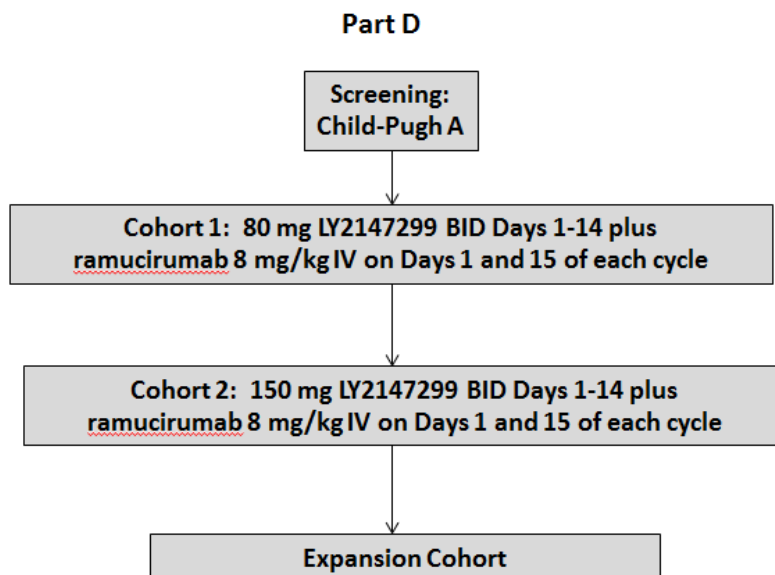 Part D
Screening:
Child-Pugh A
Cohort 1:  80 mg LY2147299 BID Days 1-14 plus
ramucirumab 8 mg/kg IV on Days 1 and 15 of each cycle
Cohort 2:  150 mg LY2147299 BID Days 1-14 plus
ramucirumab 8 mg/kg IV on Days 1 and 15 of each cycle
Expansion Cohort